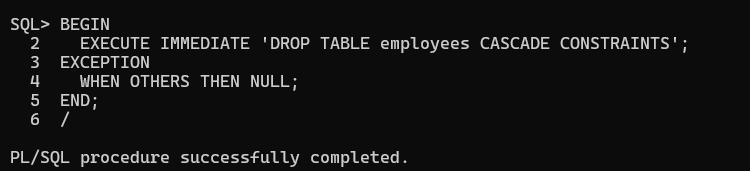 SQL> BEGIN
  2    EXECUTE IMMEDIATE 'DROP TABLE employees CASCADE CONSTRAINTS';
  3  EXCEPTION
  4    WHEN OTHERS THEN NULL;
  5  END;
  6  /
PL/SQL procedure successfully completed.